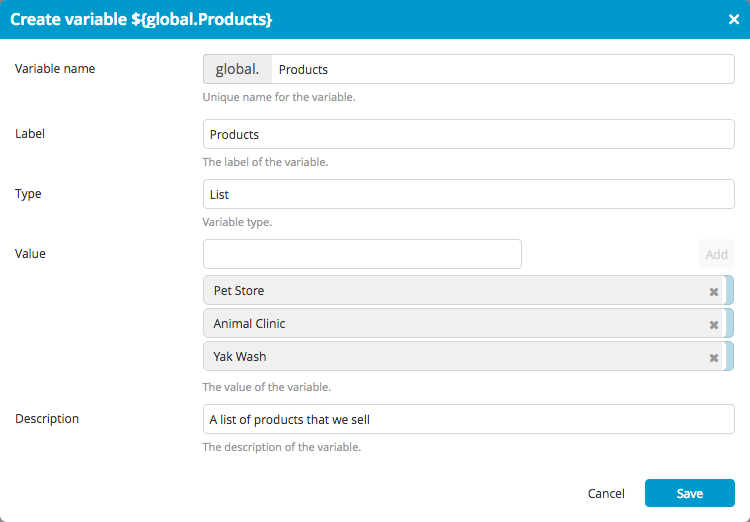 Create variable ${global.Products}
Variable name
global. Products
Unique name for the variable.
Label
Products
The label of the variable.
Type
List
Variable type.
Value
Add
Pet Store
Animal Clinic
Yak Wash
The value of the variable.
Description
A list of products that we sell
The description of the variable.
Cancel
Save